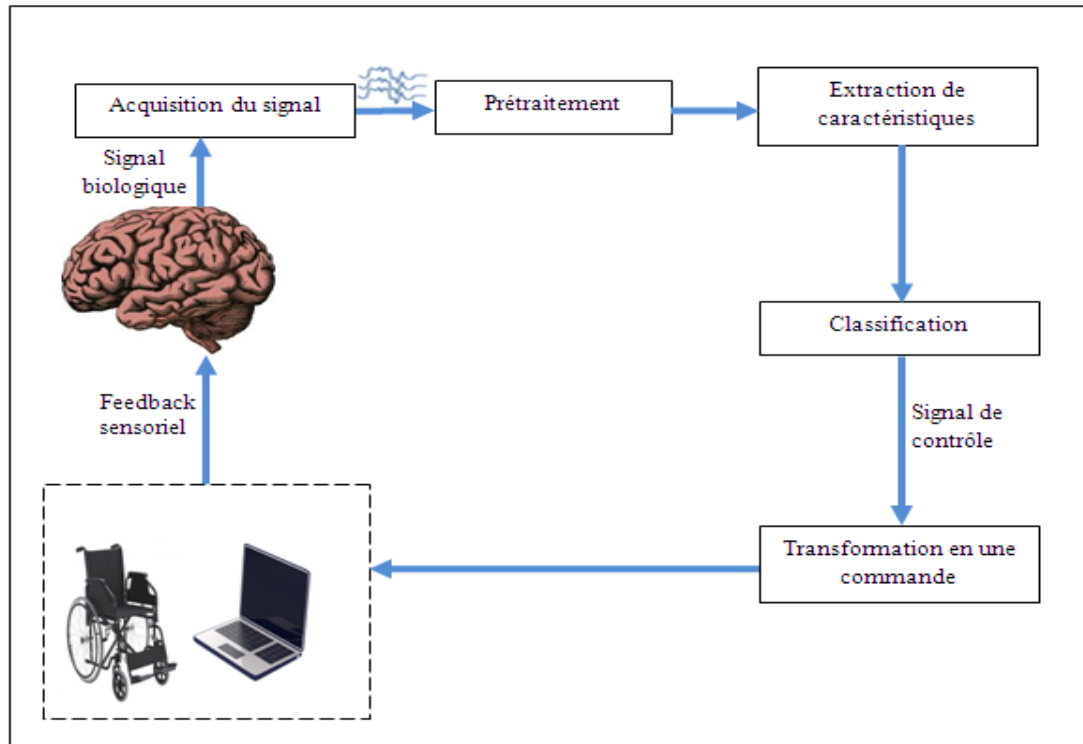 Acquisition du signal
Prétraitement
Extraction de
caractéristiques
Signal
biologique
Classification
Feedback
sensoriel
Signal de
contrôle
Transformation en une
commande